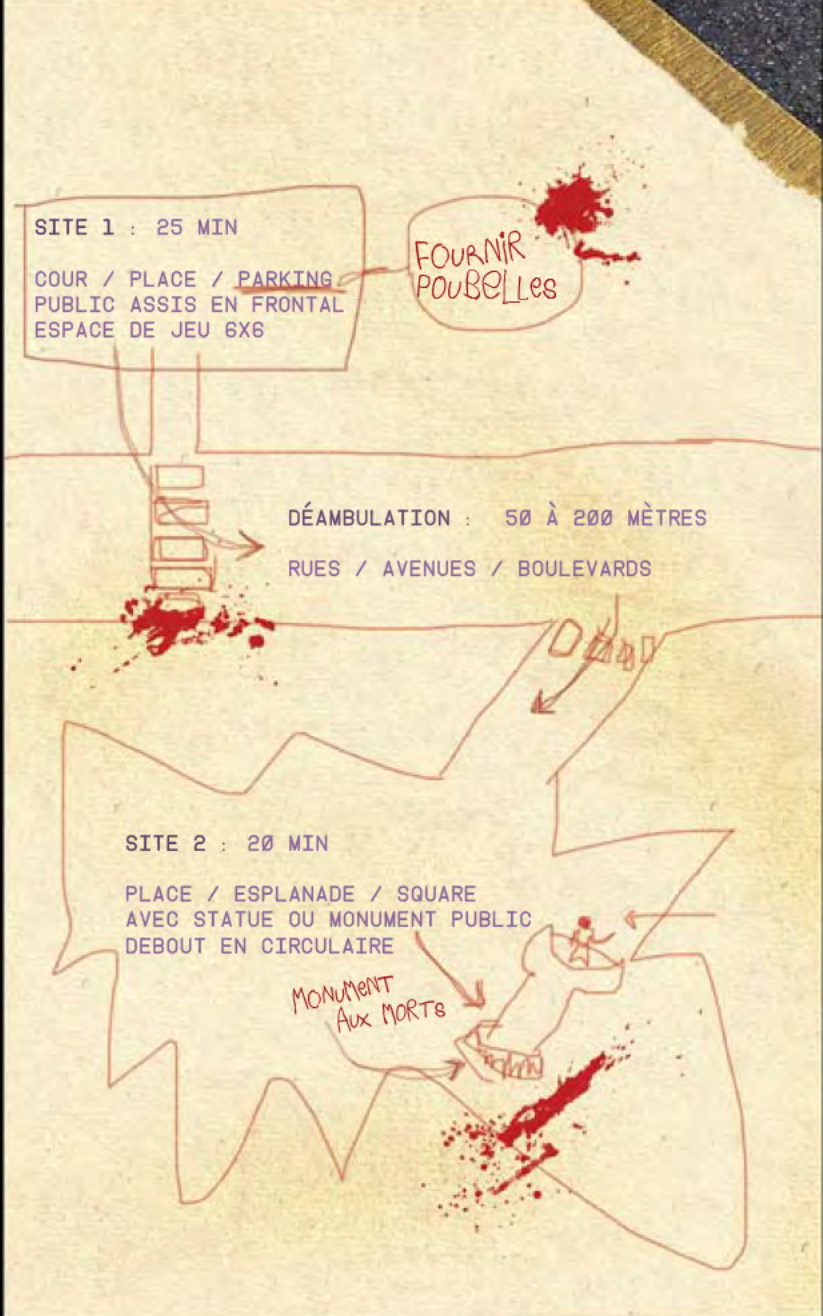 SITE 1 : 25 MIN
COUR / PLACE / PARKING
PUBLIC ASSIS EN FRONTAL
ESPACE DE JEU 6X6
FOURNIR
POUBELLES
DÉAMBULATION : 50 À 200 MÈTRES
RUES / AVENUES / BOULEVARDS
SITE 2 : 20 MIN
PLACE / ESPLANADE / SQUARE
AVEC STATUE OU MONUMENT PUBLIC
DEBOUT EN CIRCULAIRE
MONUMENT
AUX MORTS